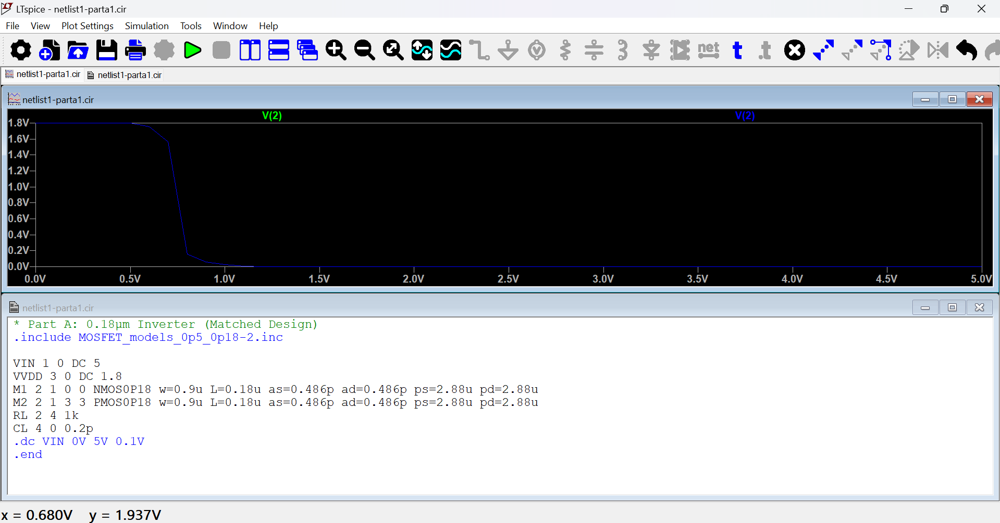 LTspice - netlist1-parta1.cir
File View Plot Settings Simulation Tools Window Help
net t .t
netlist1-parta1.cir netlist1-parta1.cir
netlist1-parta1.cir
V(2) V(2)
1.8V
1.6V
1.4V
1.2V
1.0V
0.8V
0.6V
0.4V
0.2V
0.0V
0.0V 0.5V 1.0V 1.5V 2.0V 2.5V 3.0V 3.5V 4.0V 4.5V 5.0V
netlist1-parta1.cir
* Part A: 0.18µm Inverter (Matched Design)
.include MOSFET_models_0p5_0p18-2.inc
VIN 1 0 DC 5
VVDD 3 0 DC 1.8
M1 2 1 0 0 NMOS0P18 w=0.9u L=0.18u as=0.486p ad=0.486p ps=2.88u pd=2.88u
M2 2 1 3 3 PMOS0P18 w=0.9u L=0.18u as=0.486p ad=0.486p ps=2.88u pd=2.88u
RL 2 4 1k
CL 4 0 0.2p
.dc VIN 0V 5V 0.1V
.end
x = 0.680V y = 1.937V